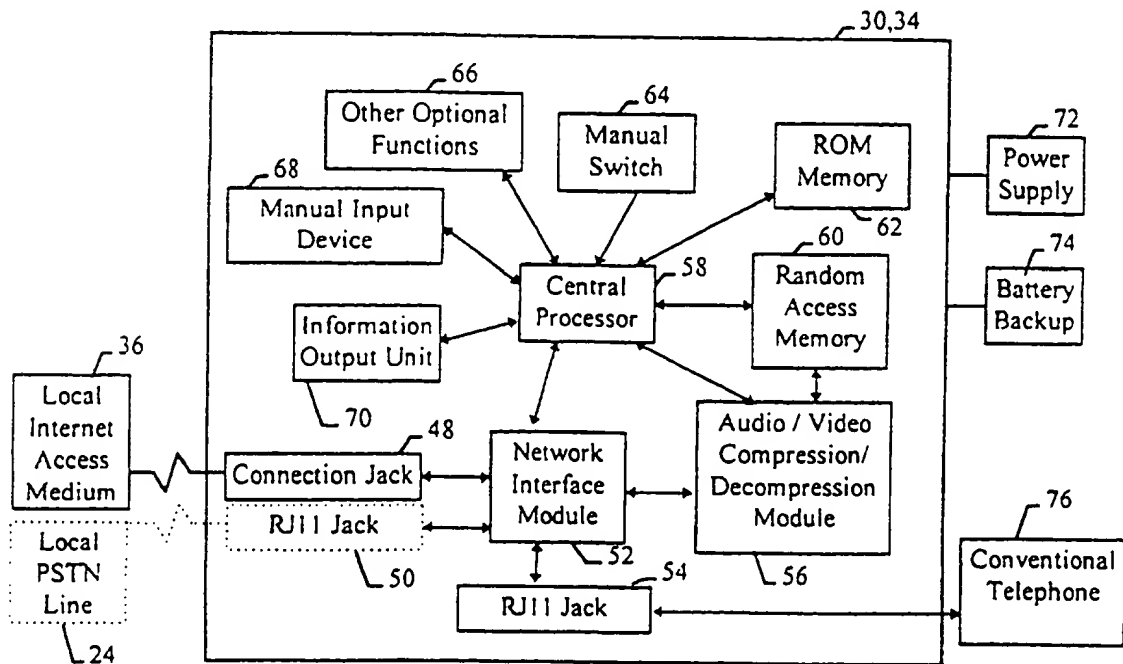 30,34
66
Other Optional
Functions
64
Manual
Switch
ROM
Memory
62
72
Power
Supply
68
Manual Input
Device
60
Random
Access
Memory
58
Central
Processor
74
Battery
Backup
Information
Output Unit
70
36
Local
Internet
Access
Medium
48
Connection Jack
Network
Interface
Module
52
Audio / Video
Compression/
Decompression
Module
56
RJ11 Jack
50
Local
PSTN
Line
24
54
RJ11 Jack
76
Conventional
Telephone